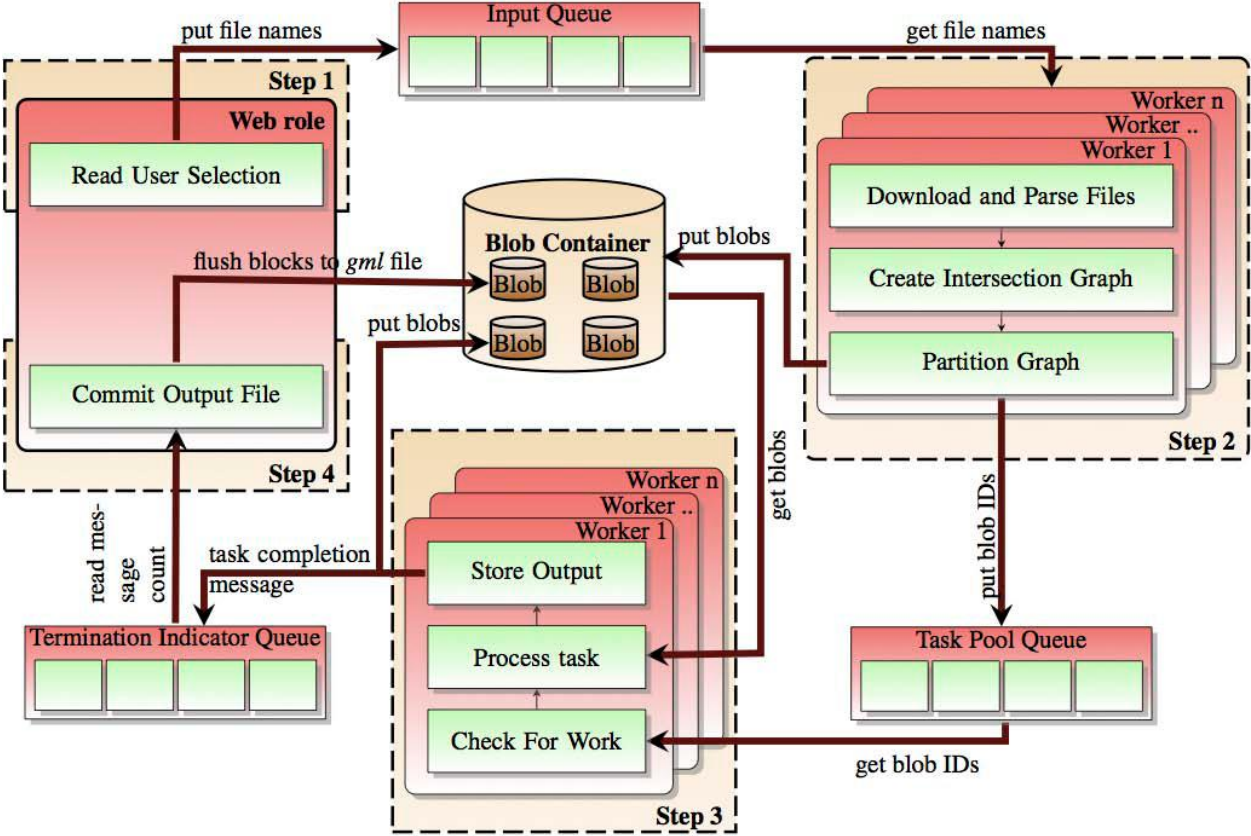 Input Queue
put file names
get file names
Step 1
Web role
Read User Selection
Worker n
Worker ..
Worker 1
Download and Parse Files
Create Intersection Graph
Partition Graph
Step 2
Blob Container
Blob
Blob
Blob
Blob
put blobs
flush blocks to gml file
put blobs
Commit Output File
Step 4
get blobs
put blob IDs
read mes-
sage
count
task completion
message
Worker n
Worker ..
Worker 1
Store Output
Process task
Check For Work
Step 3
Termination Indicator Queue
Task Pool Queue
get blob IDs